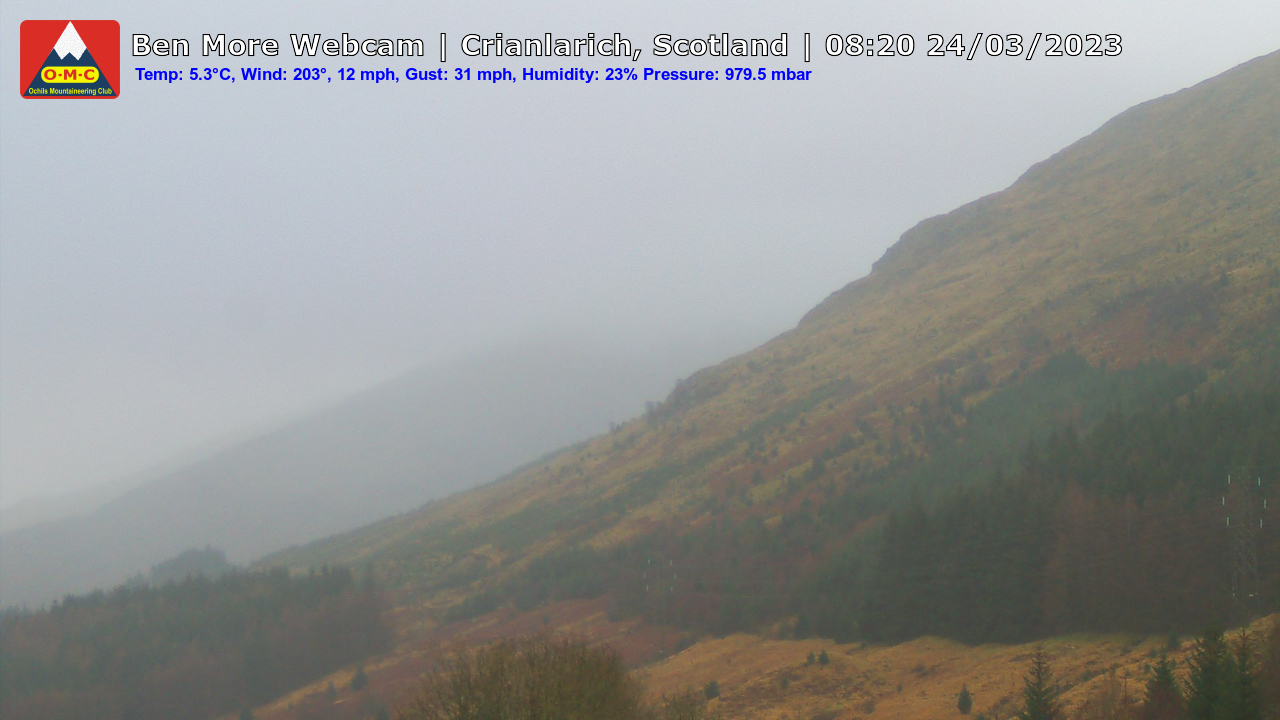 Ben More Webcam | Crianlarich, Scotland | 08:20 24/03/2023
Temp: 5.3°C, Wind: 203°, 12 mph, Gust: 31 mph, Humidity: 23% Pressure: 979.5 mbar
O·M·C
Ochils Mountaineering Club